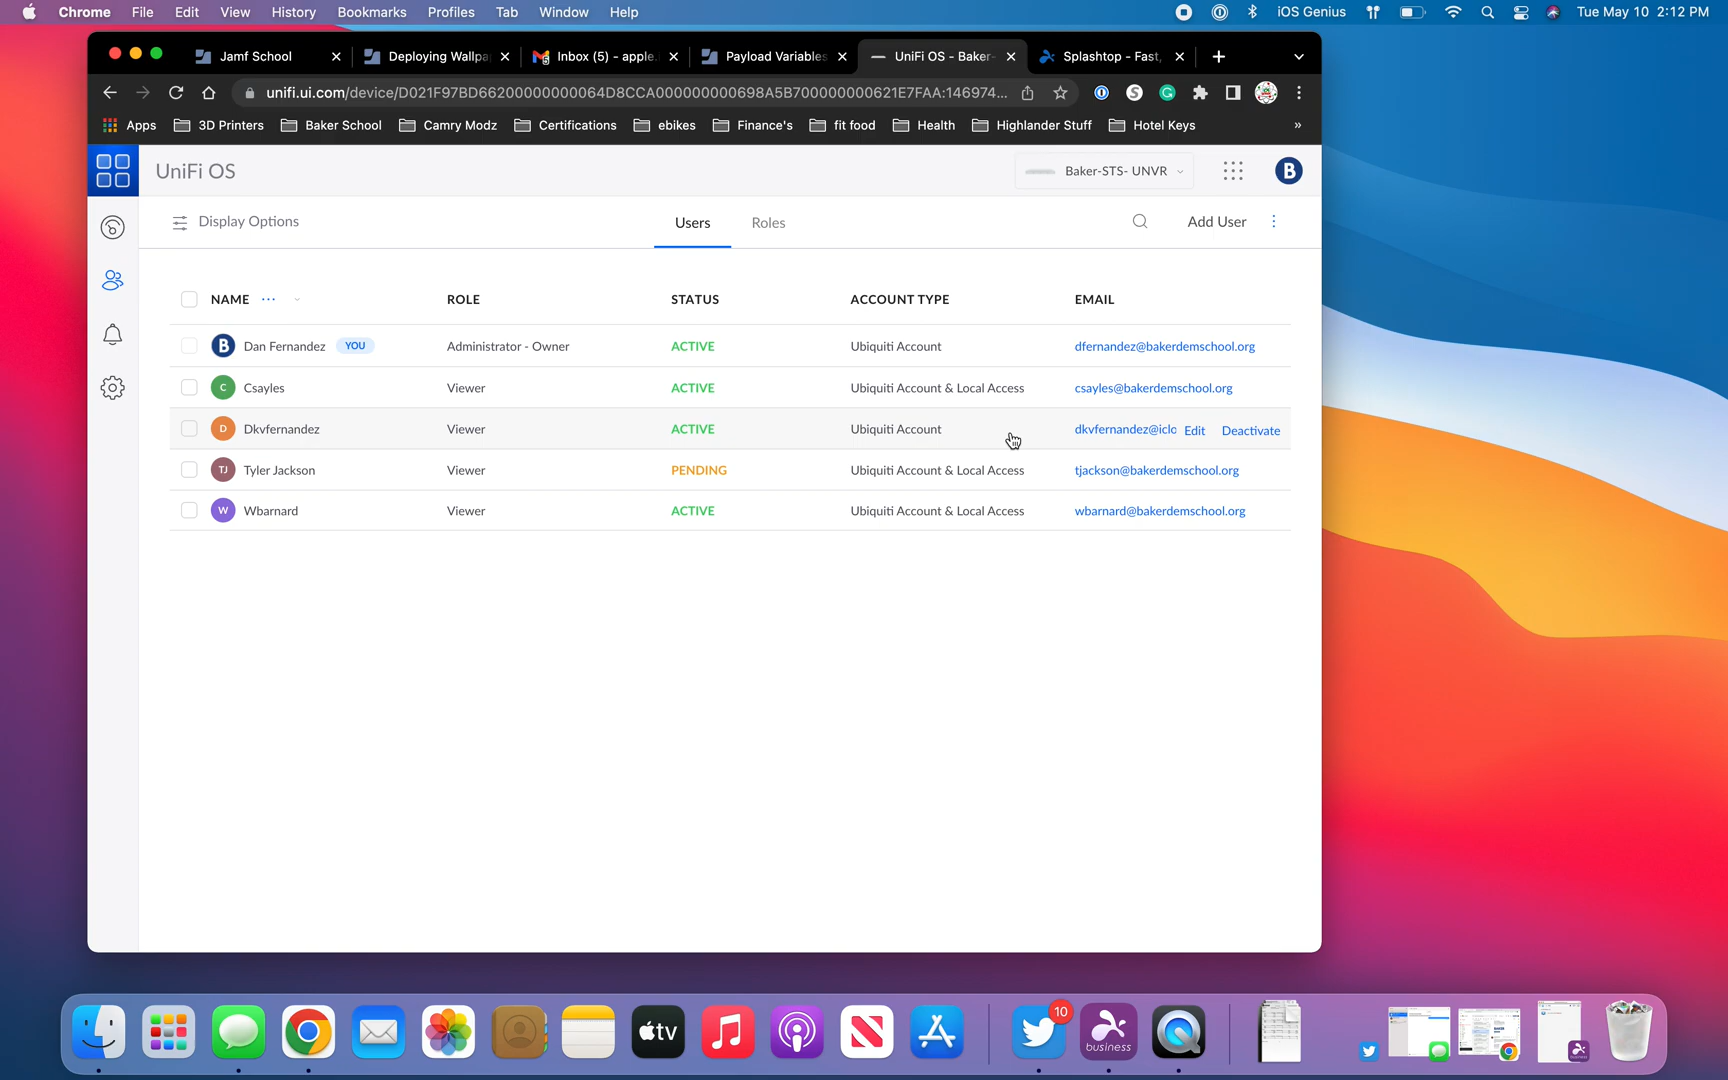 Chrome File Edit View History Bookmarks Profiles Tab Window Help iOS Genius Tue May 10 2:12 PM
Jamf School Deploying Wallpa Inbox (5) - apple. Payload Variables UniFi OS - Baker- Splashtop - Fast,
unifi.ui.com/device/D021F97BD66200000000064D8CCA000000000698A5B700000000621E7FAA:146974...
Apps 3D Printers Baker School Camry Modz Certifications ebikes Finance's fit food Health Highlander Stuff Hotel Keys »
UniFi OS Baker-STS- UNVR B
Display Options Users Roles Add User
NAME ... ROLE STATUS ACCOUNT TYPE EMAIL
B Dan Fernandez YOU Administrator - Owner ACTIVE Ubiquiti Account dfernandez@bakerdemschool.org
C Csayles Viewer ACTIVE Ubiquiti Account & Local Access csayles@bakerdemschool.org
D Dkvfernandez Viewer ACTIVE Ubiquiti Account dkvfernandez@iclo Edit Deactivate
TJ Tyler Jackson Viewer PENDING Ubiquiti Account & Local Access tjackson@bakerdemschool.org
W Wbarnard Viewer ACTIVE Ubiquiti Account & Local Access wbarnard@bakerdemschool.org
tv 10 business